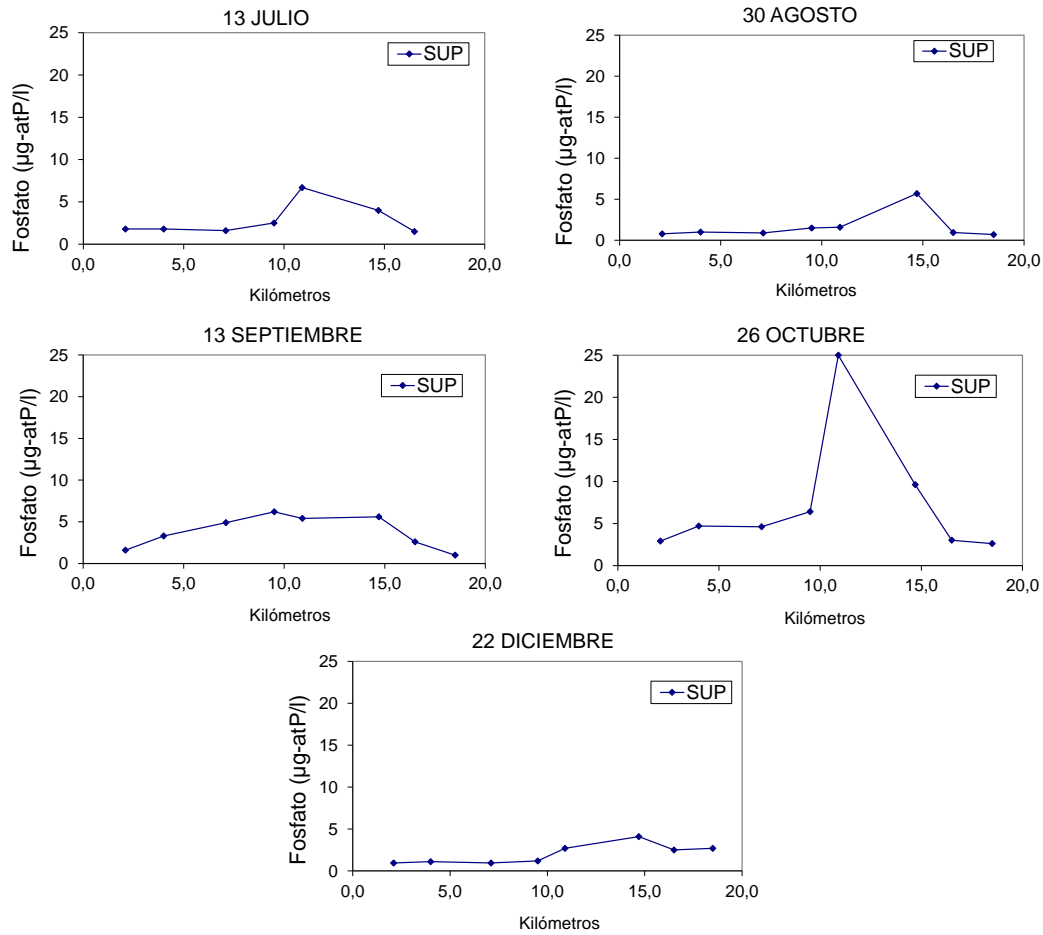 13 JULIO
25
20
15
10
5
0
Fosfato (µg-atP/l)
SUP
0,0 5,0 10,0 15,0 20,0
Kilómetros
30 AGOSTO
25
20
15
10
5
0
Fosfato (µg-atP/l)
SUP
0,0 5,0 10,0 15,0 20,0
Kilómetros
13 SEPTIEMBRE
25
20
15
10
5
0
Fosfato (µg-atP/l)
SUP
0,0 5,0 10,0 15,0 20,0
Kilómetros
26 OCTUBRE
25
20
15
10
5
0
Fosfato (µg-atP/l)
SUP
0,0 5,0 10,0 15,0 20,0
Kilómetros
22 DICIEMBRE
25
20
15
10
5
0
Fosfato (µg-atP/l)
SUP
0,0 5,0 10,0 15,0 20,0
Kilómetros